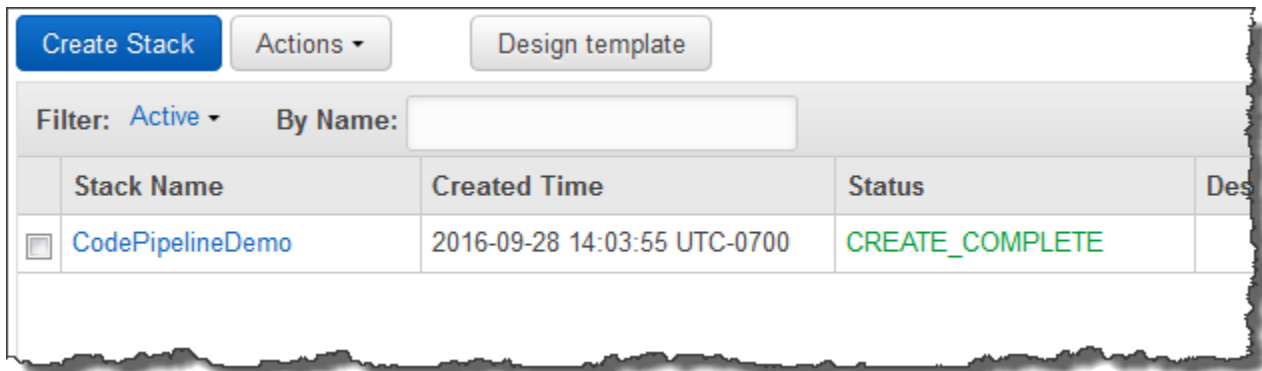 Create Stack Actions Design template
Filter: Active By Name:
Stack Name Created Time Status Des
CodePipelineDemo 2016-09-28 14:03:55 UTC-0700 CREATE_COMPLETE